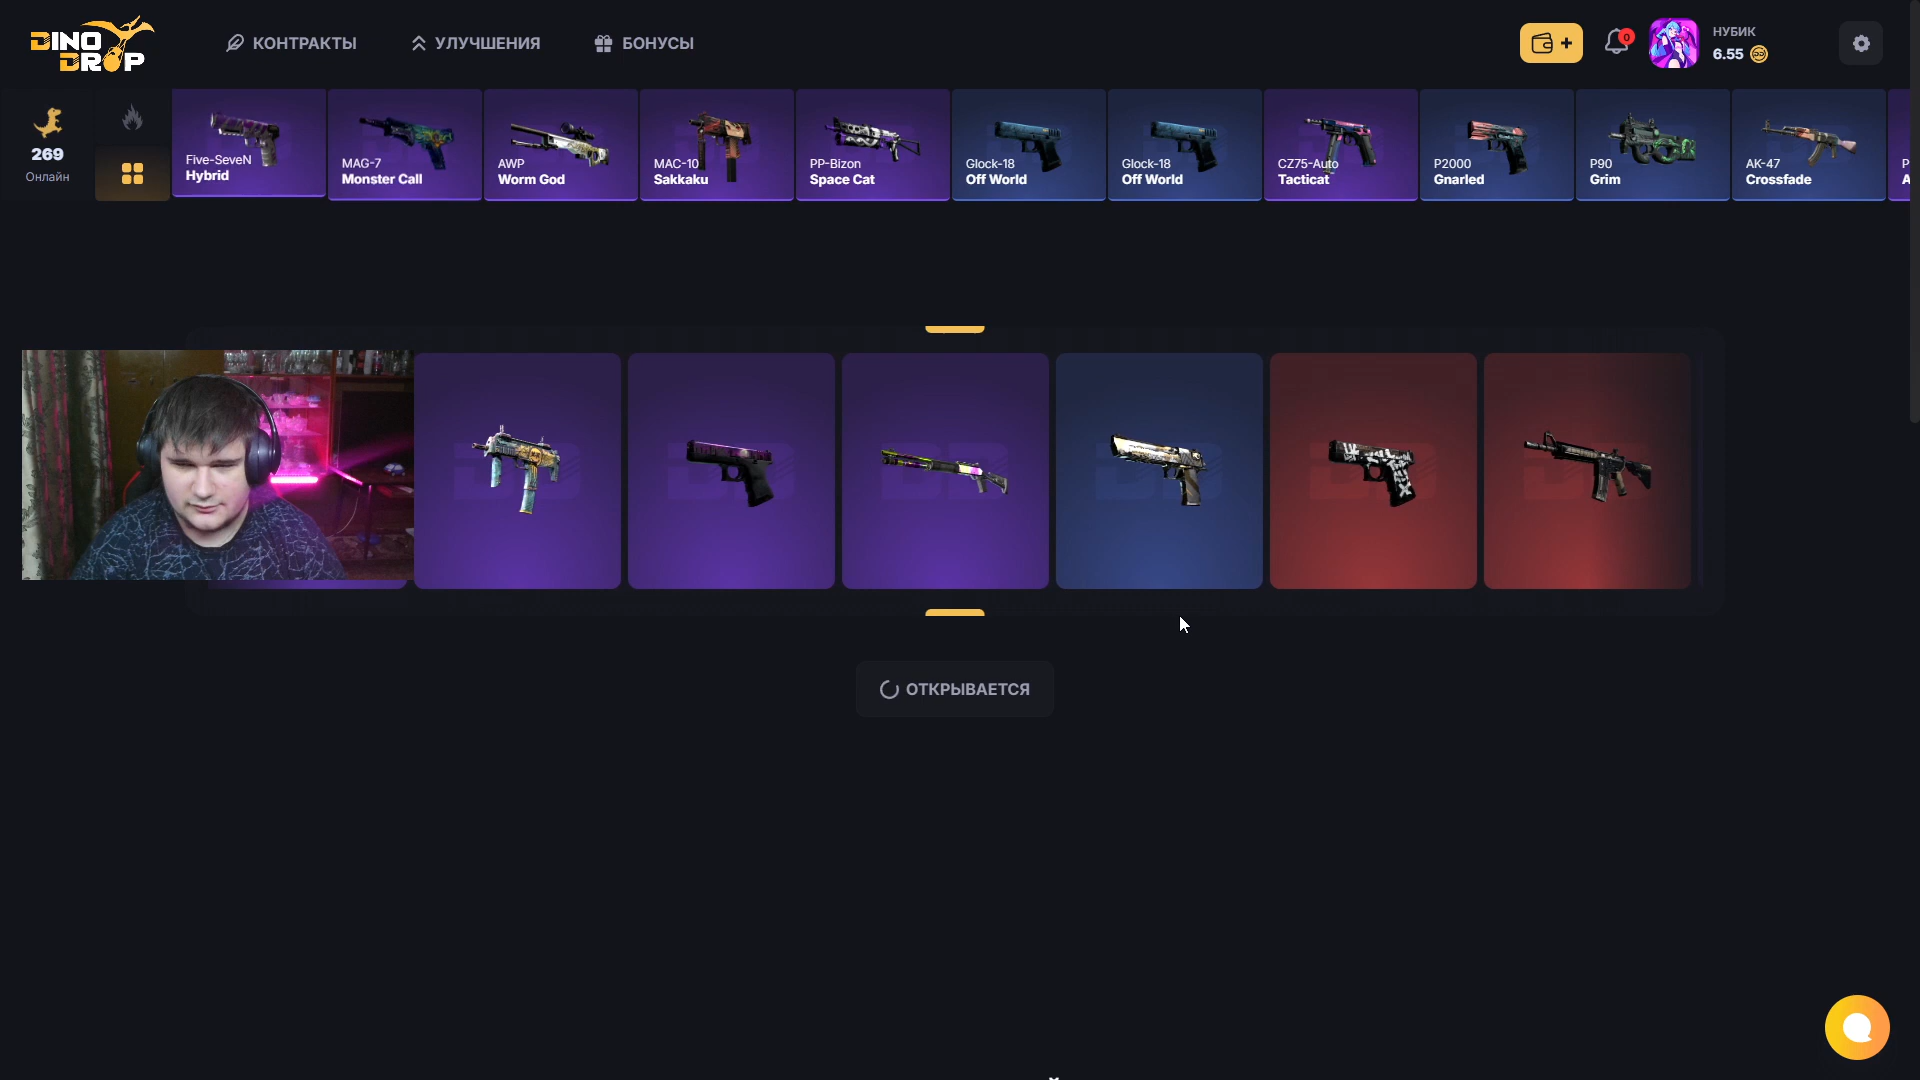 DINO DROP
КОНТРАКТЫ
УЛУЧШЕНИЯ
БОНУСЫ
0
НУБИК
6.55
269
Онлайн
Five-SeveN
Hybrid
MAG-7
Monster Call
AWP
Worm God
MAC-10
Sakkaku
PP-Bizon
Space Cat
Glock-18
Off World
Glock-18
Off World
CZ75-Auto
Tacticat
P2000
Gnarled
P90
Grim
AK-47
Crossfade
P
A
ОТКРЫВАЕТСЯ